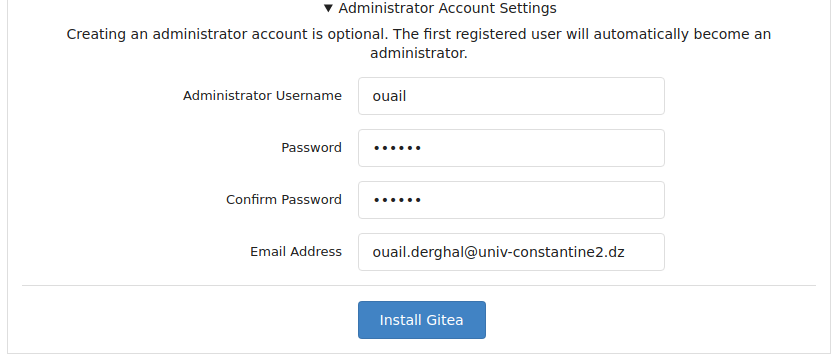 ▼ Administrator Account Settings
Creating an administrator account is optional. The first registered user will automatically become an
administrator.
Administrator Username ouail
Password ••••••
Confirm Password ••••••
Email Address ouail.derghal@univ-constantine2.dz
Install Gitea